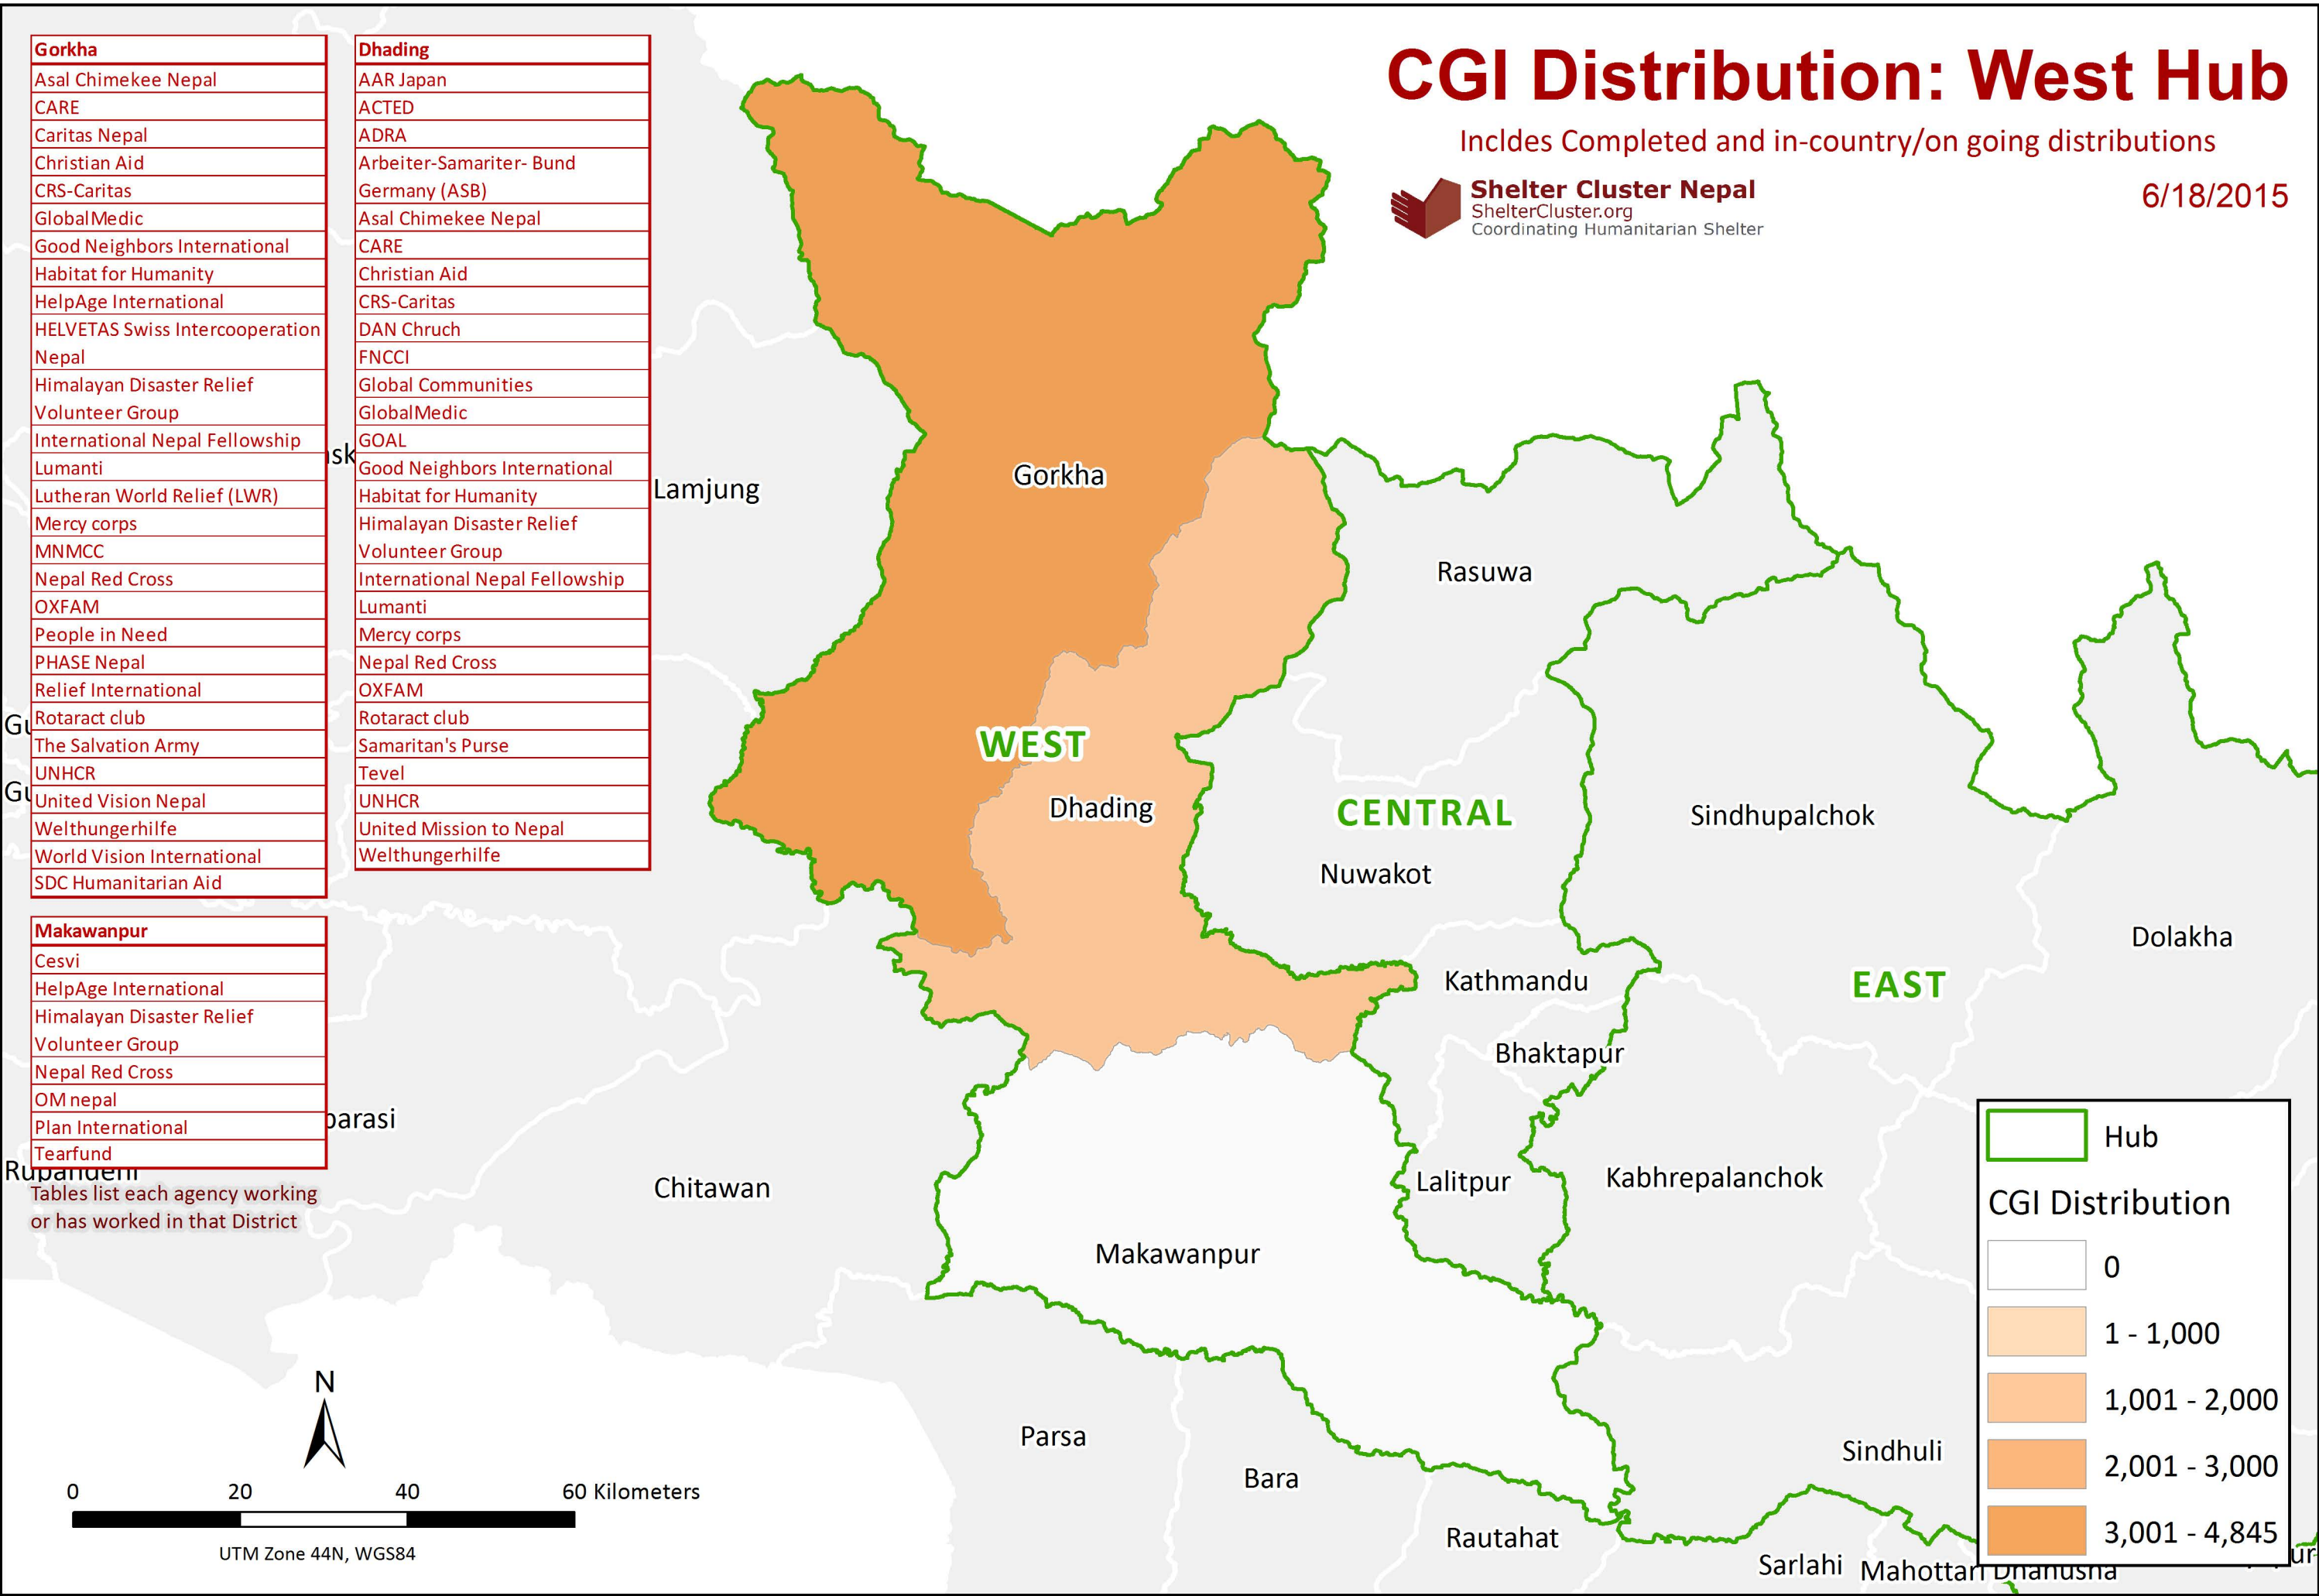 CGI Distribution: West Hub
Incldes Completed and in-country/on going distributions
6/18/2015
Shelter Cluster Nepal
ShelterCluster.org
Coordinating Humanitarian Shelter
Gorkha
Asal Chimekee Nepal
CARE
Caritas Nepal
Christian Aid
CRS-Caritas
GlobalMedic
Good Neighbors International
Habitat for Humanity
HelpAge International
HELVETAS Swiss Intercooperation
Nepal
Himalayan Disaster Relief
Volunteer Group
International Nepal Fellowship
Lumanti
Lutheran World Relief (LWR)
Mercy corps
MNMCC
Nepal Red Cross
OXFAM
People in Need
PHASE Nepal
Relief International
Rotaract club
The Salvation Army
UNHCR
United Vision Nepal
Welthungerhilfe
World Vision International
SDC Humanitarian Aid
Dhading
AAR Japan
ACTED
ADRA
Arbeiter-Samariter- Bund
Germany (ASB)
Asal Chimekee Nepal
CARE
Christian Aid
CRS-Caritas
DAN Chruch
FNCCI
Global Communities
GlobalMedic
GOAL
Good Neighbors International
Habitat for Humanity
Himalayan Disaster Relief
Volunteer Group
International Nepal Fellowship
Lumanti
Mercy corps
Nepal Red Cross
OXFAM
Rotaract club
Samaritan's Purse
Tevel
UNHCR
United Mission to Nepal
Welthungerhilfe
Makawanpur
Cesvi
HelpAge International
Himalayan Disaster Relief
Volunteer Group
Nepal Red Cross
OM nepal
Plan International
Tearfund
Tables list each agency working
or has worked in that District
Lamjung
Gorkha
Rasuwa
WEST
Dhading
CENTRAL
Sindhupalchok
Nuwakot
Dolakha
Kathmandu
EAST
Bhaktapur
parasi
Rupandehi
Chitawan
Lalitpur
Kabhrepalanchok
Makawanpur
Parsa
Bara
Sindhuli
Rautahat
Sarlahi
Mahottari
Dhanusha
Hub
CGI Distribution
0
1 - 1,000
1,001 - 2,000
2,001 - 3,000
3,001 - 4,845
N
0 20 40 60 Kilometers
UTM Zone 44N, WGS84